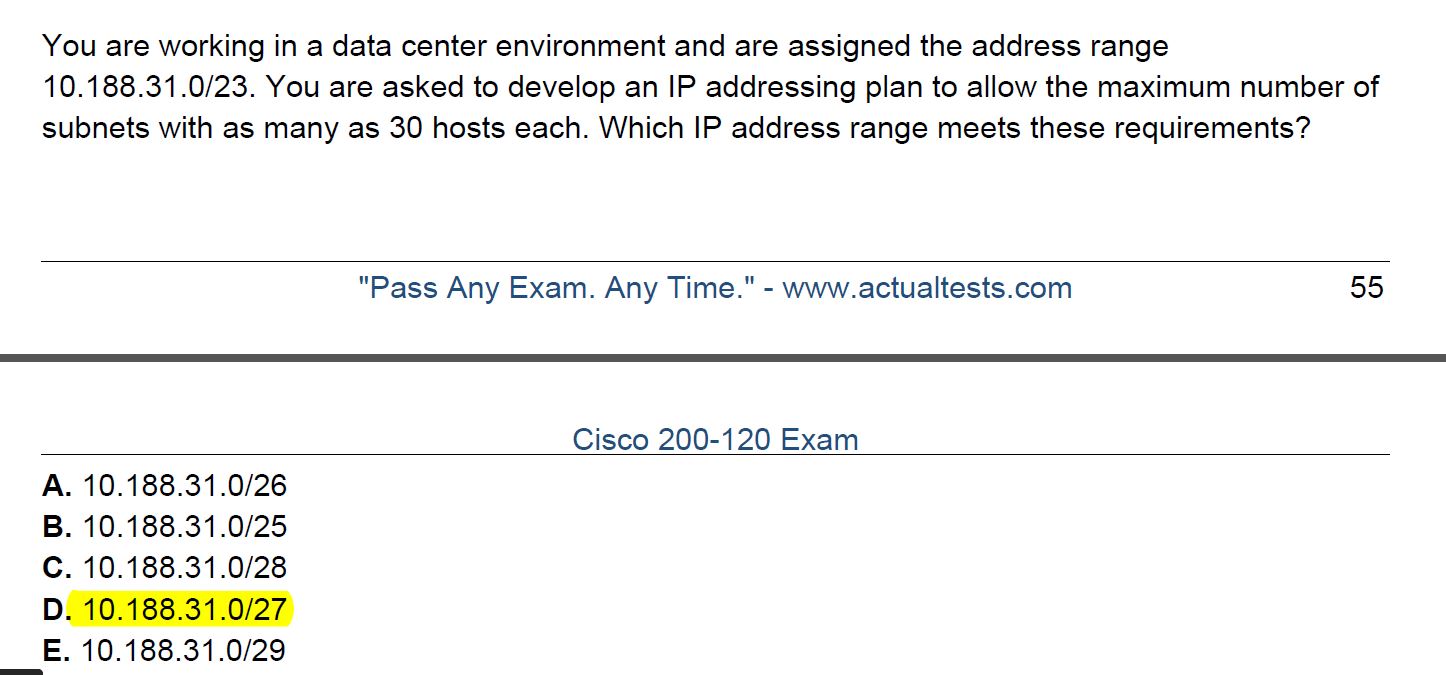 You are working in a data center environment and are assigned the address range
10.188.31.0/23. You are asked to develop an IP addressing plan to allow the maximum number of
subnets with as many as 30 hosts each. Which IP address range meets these requirements?
"Pass Any Exam. Any Time." - www.actualtests.com 55
Cisco 200-120 Exam
A. 10.188.31.0/26
B. 10.188.31.0/25
C. 10.188.31.0/28
D. 10.188.31.0/27
E. 10.188.31.0/29